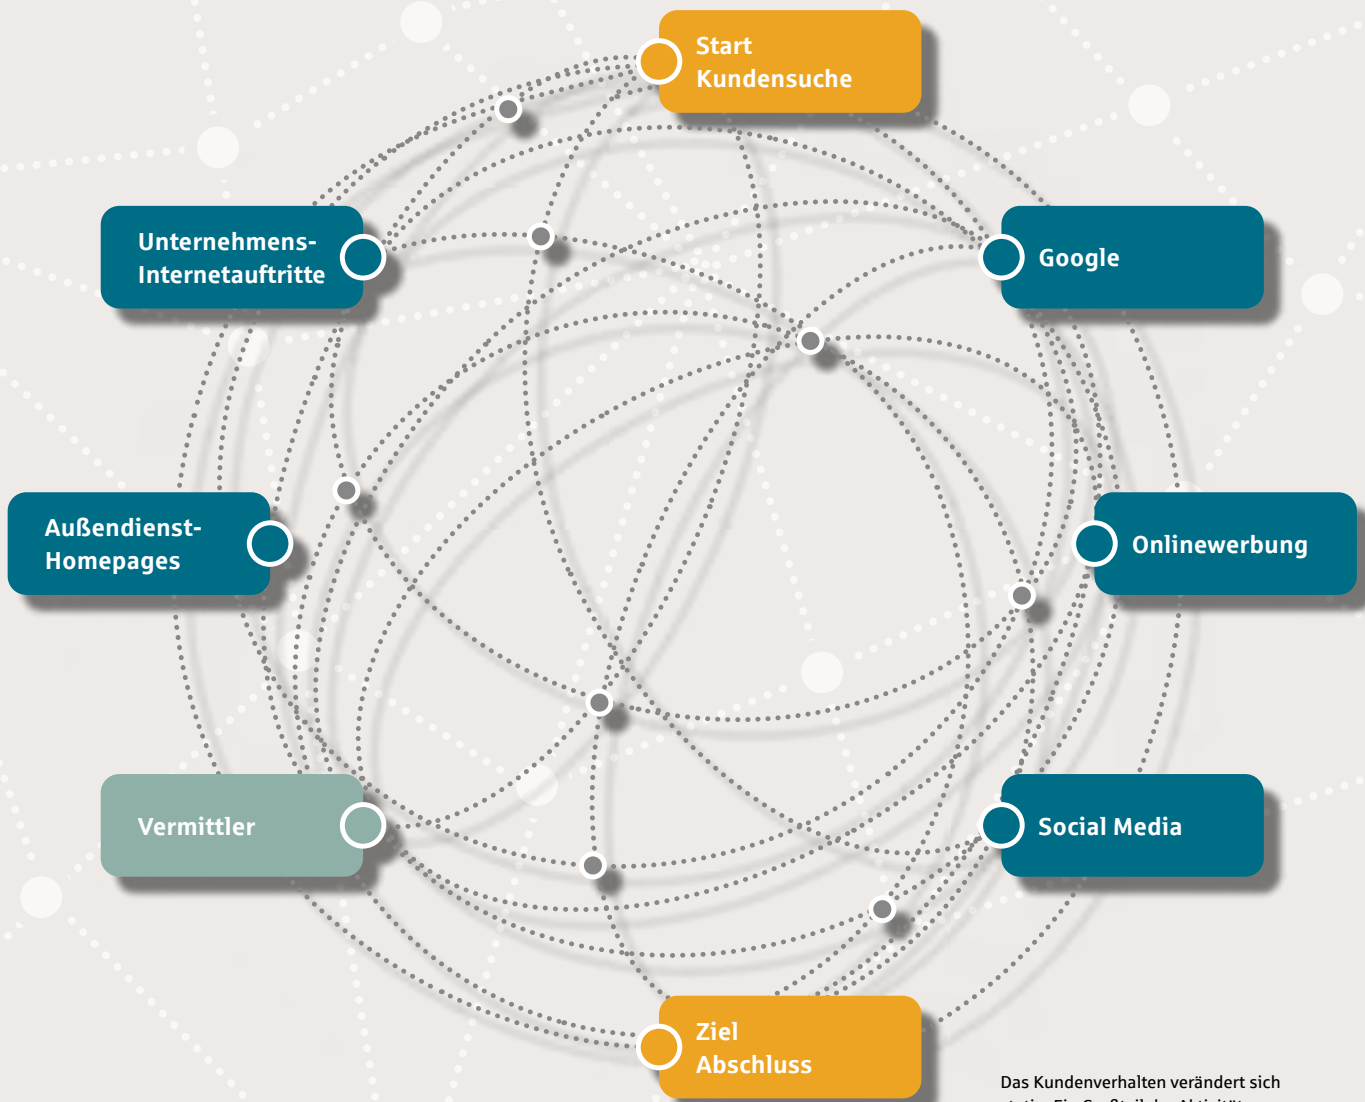 Start
Kundensuche
Unternehmens-
Internetauftritte
Google
Außendienst-
Homepages
Onlinewerbung
Vermittler
Social Media
Ziel
Abschluss
Das Kundenverhalten verändert sich